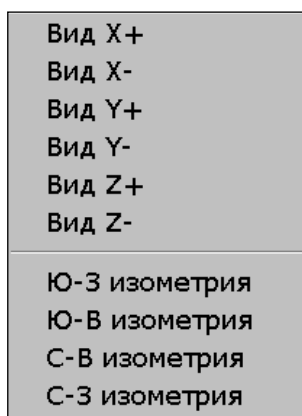 Вид X+
Вид X-
Вид Y+
Вид Y-
Вид Z+
Вид Z-
Ю-З изометрия
Ю-В изометрия
С-В изометрия
С-З изометрия